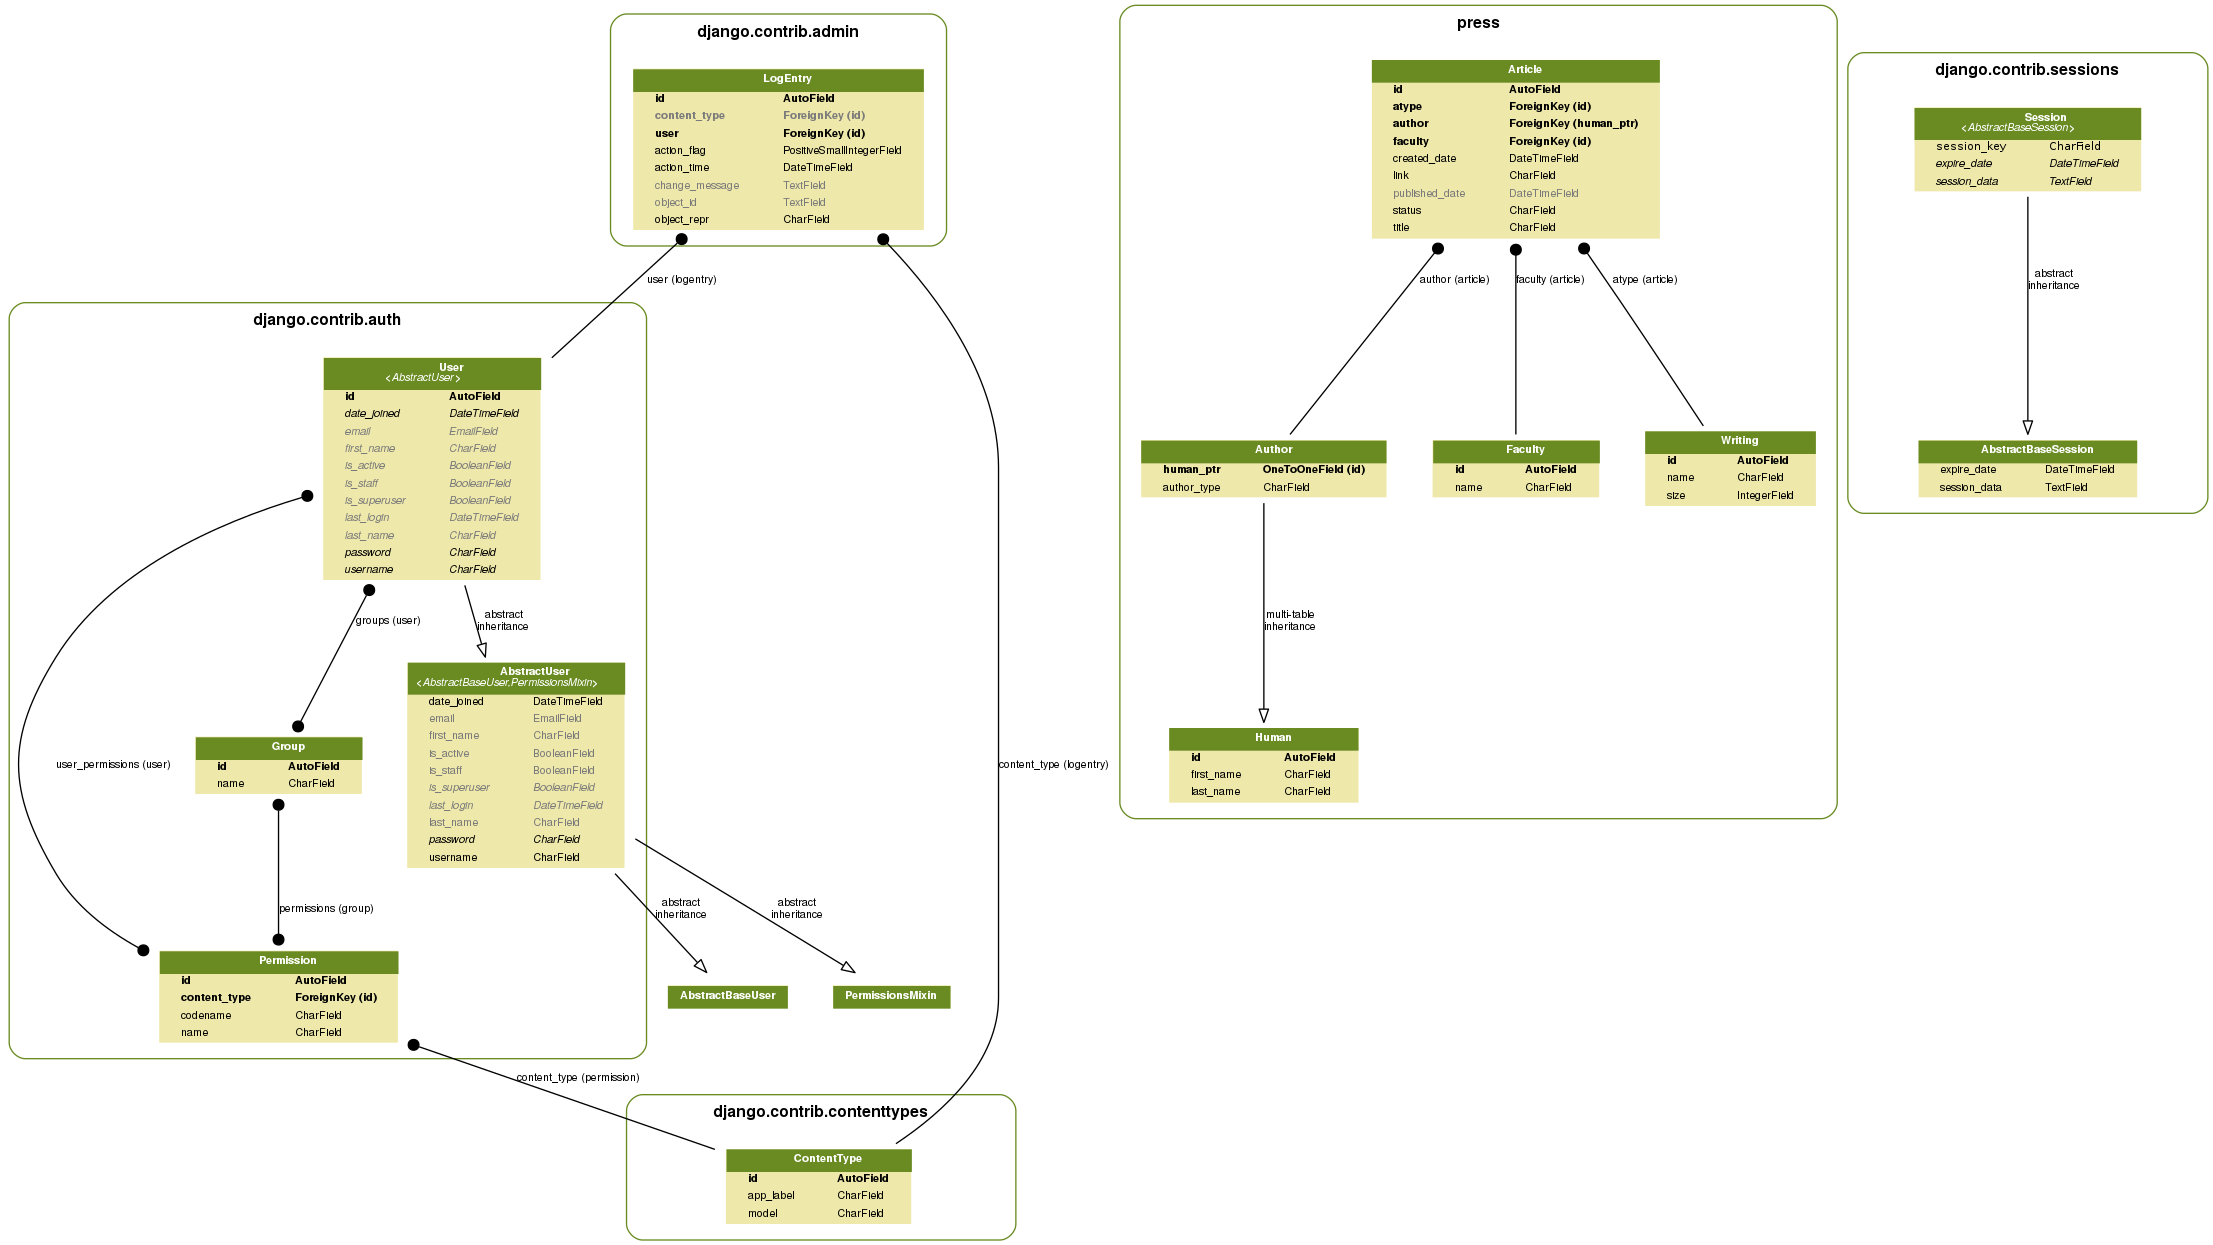 django.contrib.admin
LogEntry
id AutoField
content_type ForeignKey (id)
user ForeignKey (id)
action_flag PositiveSmallIntegerField
action_time DateTimeField
change_message TextField
object_id TextField
object_repr CharField
user (logentry)
django.contrib.auth
User
<AbstractUser>
id AutoField
date_joined DateTimeField
email EmailField
first_name CharField
is_active BooleanField
is_staff BooleanField
is_superuser BooleanField
last_login DateTimeField
last_name CharField
password CharField
username CharField
groups (user)
abstract
inheritance
AbstractUser
<AbstractBaseUser,PermissionsMixin>
date_joined DateTimeField
email EmailField
first_name CharField
is_active BooleanField
is_staff BooleanField
is_superuser BooleanField
last_login DateTimeField
last_name CharField
password CharField
username CharField
Group
id AutoField
name CharField
user_permissions (user)
permissions (group)
Permission
id AutoField
content_type ForeignKey (id)
codename CharField
name CharField
abstract
inheritance
abstract
inheritance
AbstractBaseUser
PermissionsMixin
content_type (logentry)
content_type (permission)
django.contrib.contenttypes
ContentType
id AutoField
app_label CharField
model CharField
press
Article
id AutoField
atype ForeignKey (id)
author ForeignKey (human_ptr)
faculty ForeignKey (id)
created_date DateTimeField
link CharField
published_date DateTimeField
status CharField
title CharField
author (article)
faculty (article)
atype (article)
Author
human_ptr OneToOneField (id)
author_type CharField
Faculty
id AutoField
name CharField
Writing
id AutoField
name CharField
size IntegerField
multi-table
inheritance
Human
id AutoField
first_name CharField
last_name CharField
django.contrib.sessions
Session
<AbstractBaseSession>
session_key CharField
expire_date DateTimeField
session_data TextField
abstract
inheritance
AbstractBaseSession
expire_date DateTimeField
session_data TextField